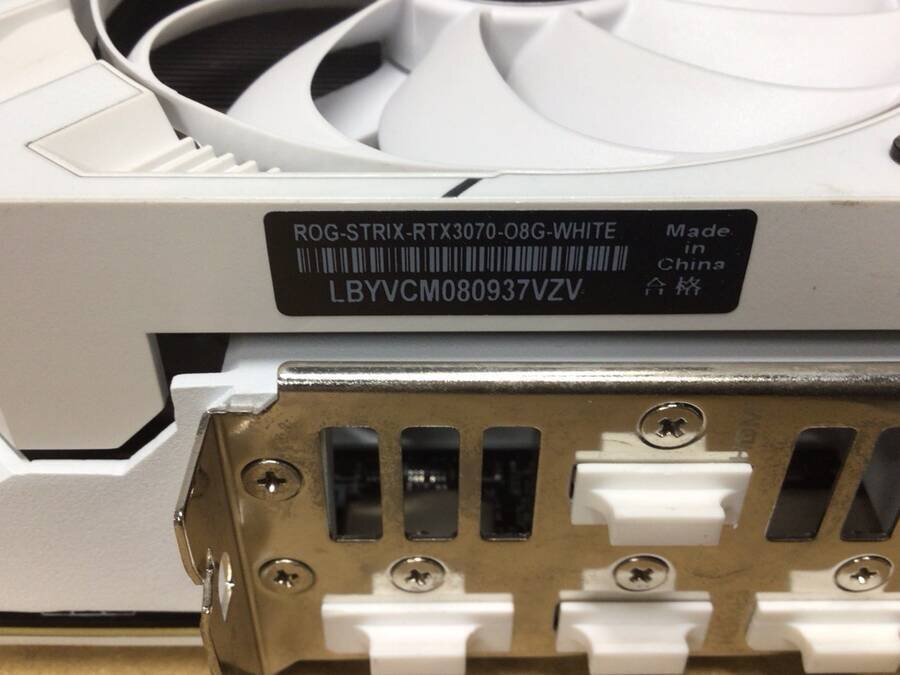 ROG-STRIX-RTX3070-O8G-WHITE
LBYVCM080937VZV
Made
in
China
合格